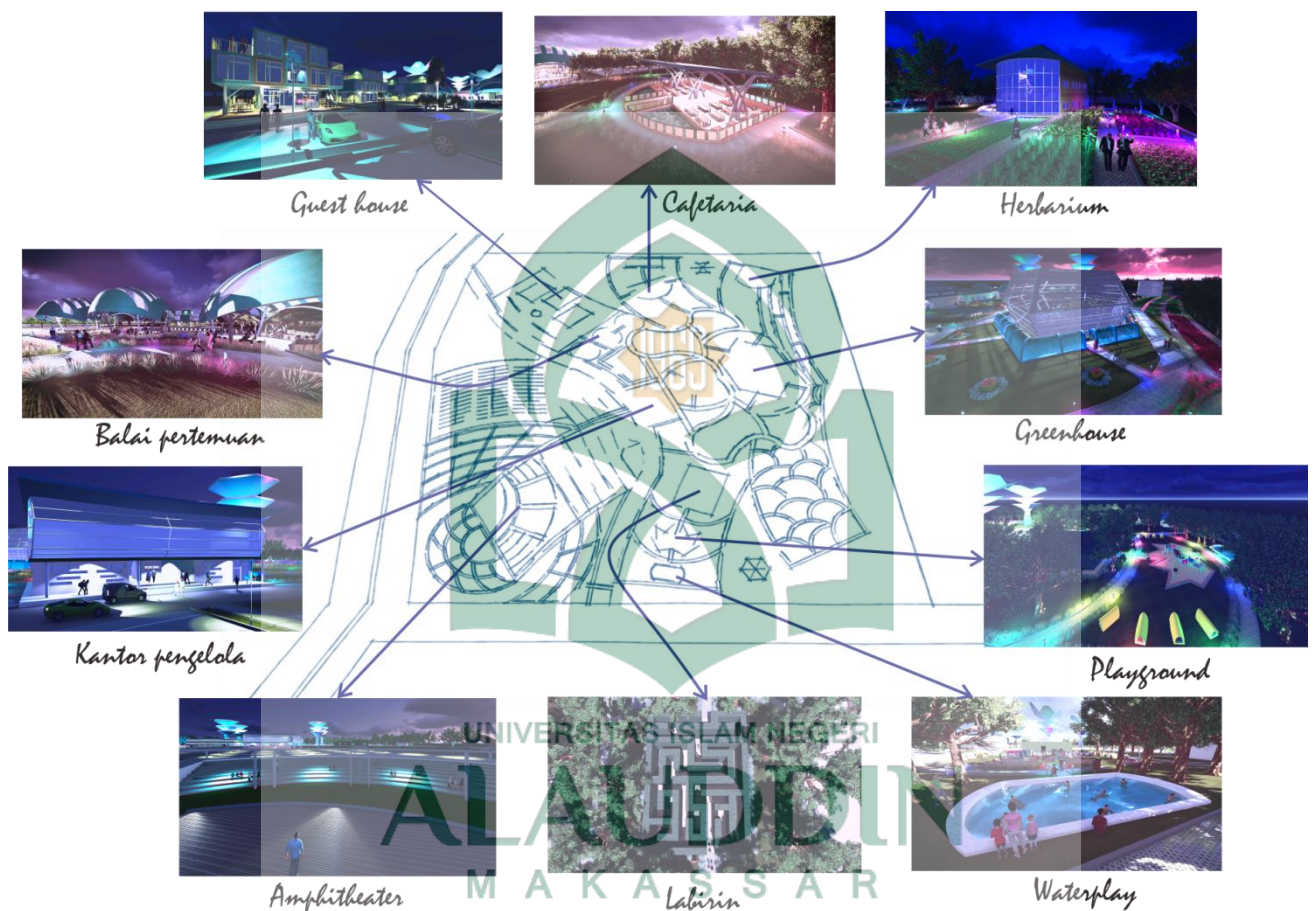 Guest house
Cafetaria
Herbarium
Balai pertemuan
Greenhouse
Kantor pengelola
Playground
UNIVERSITAS ISLAM NEGERI
ALAUDDIN
MAKASSAR
Amphitheater
Labirin
Waterplay